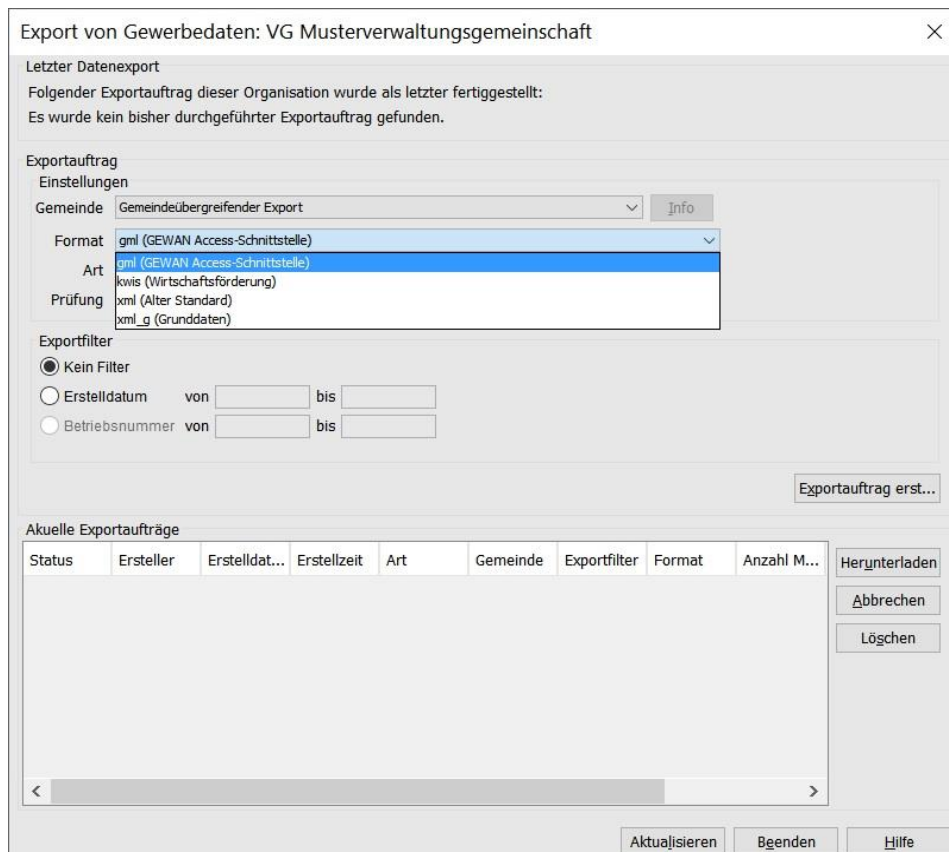 Export von Gewerbedaten: VG Musterverwaltungsgemeinschaft
Letzter Datenexport
Folgender Exportauftrag dieser Organisation wurde als letzter fertiggestellt:
Es wurde kein bisher durchgeführter Exportauftrag gefunden.
Exportauftrag
Einstellungen
Gemeinde Gemeindeübergreifender Export Info
Format gml (GEWAN Access-Schnittstelle)
gml (GEWAN Access-Schnittstelle)
Art
kwis (Wirtschaftsförderung)
Prüfung xml (Alter Standard)
xml_g (Grunddaten)
Exportfilter
Kein Filter
Erstelldatum von bis
Betriebsnummer von bis
Exportauftrag erst...
Akuelle Exportaufträge
Status Ersteller Erstelldat... Erstellzeit Art Gemeinde Exportfilter Format Anzahl M...
Herunterladen
Abbrechen
Löschen
Aktualisieren Beenden Hilfe